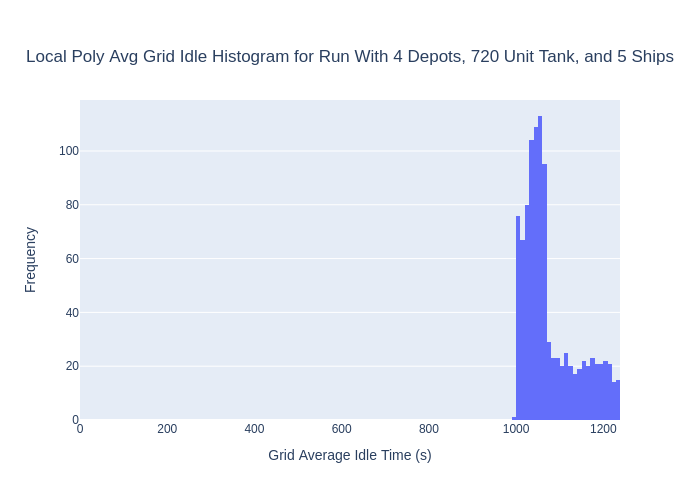 Local Poly Avg Grid Idle Histogram for Run With 4 Depots, 720 Unit Tank, and 5 Ships
100
80
60
40
20
0
Frequency
0 200 400 600 800 1000 1200
Grid Average Idle Time (s)